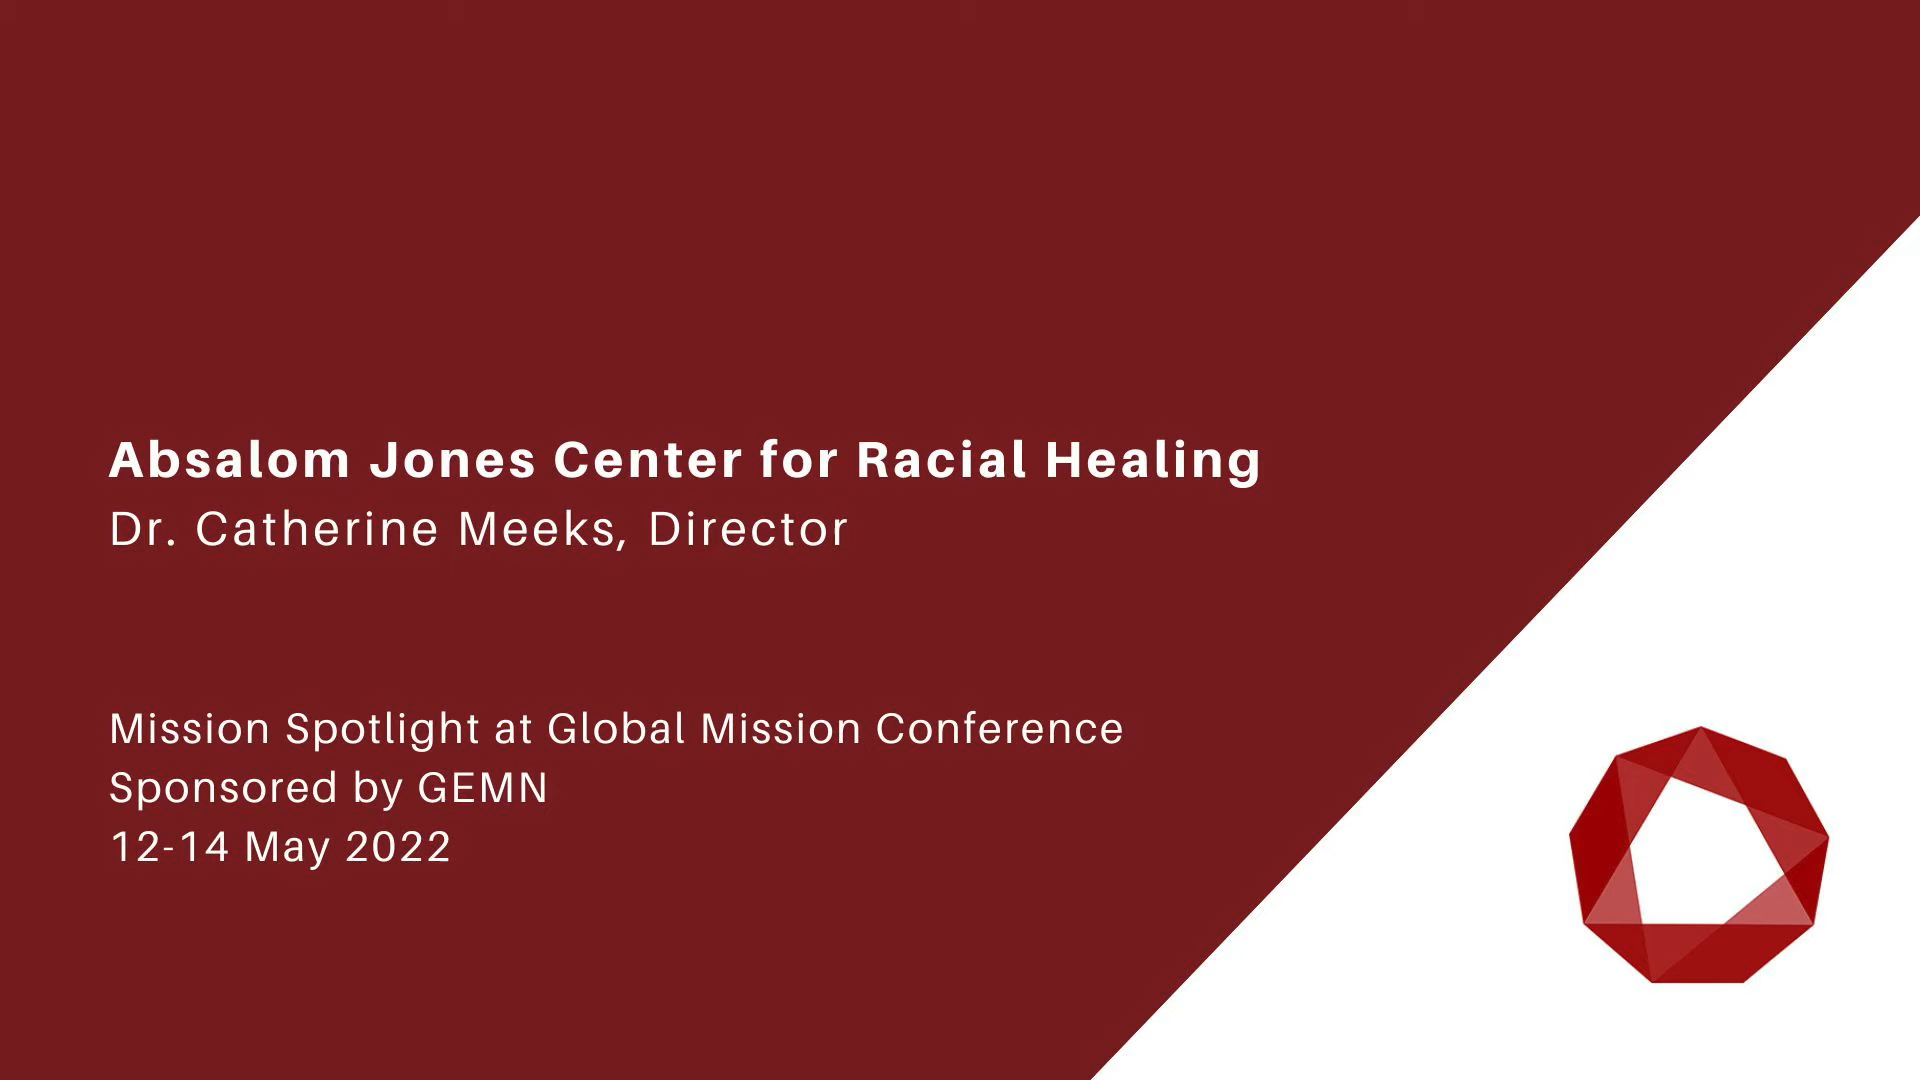 Absalom Jones Center for Racial Healing
Dr. Catherine Meeks, Director
Mission Spotlight at Global Mission Conference
Sponsored by GEMN
12-14 May 2022